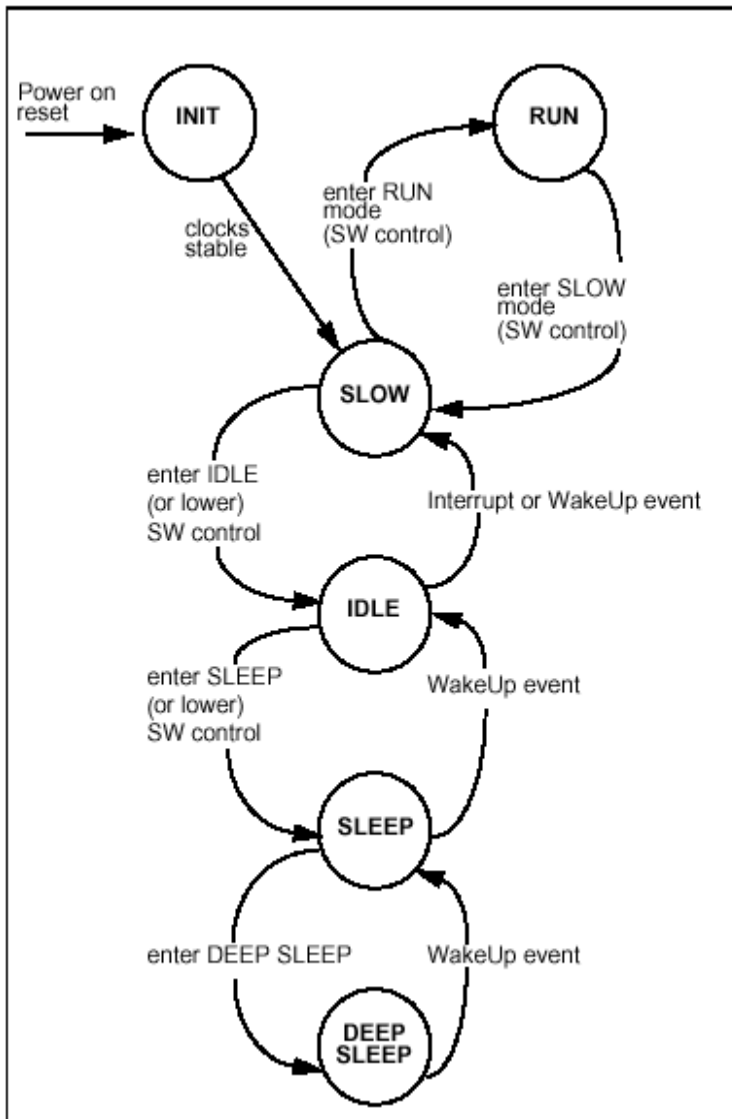 Power on
reset
INIT
RUN
enter RUN
mode
(SW control)
clocks
stable
enter SLOW
mode
(SW control)
SLOW
enter IDLE
(or lower)
SW control
Interrupt or WakeUp event
IDLE
enter SLEEP
(or lower)
SW control
WakeUp event
SLEEP
enter DEEP SLEEP
WakeUp event
DEEP
SLEEP